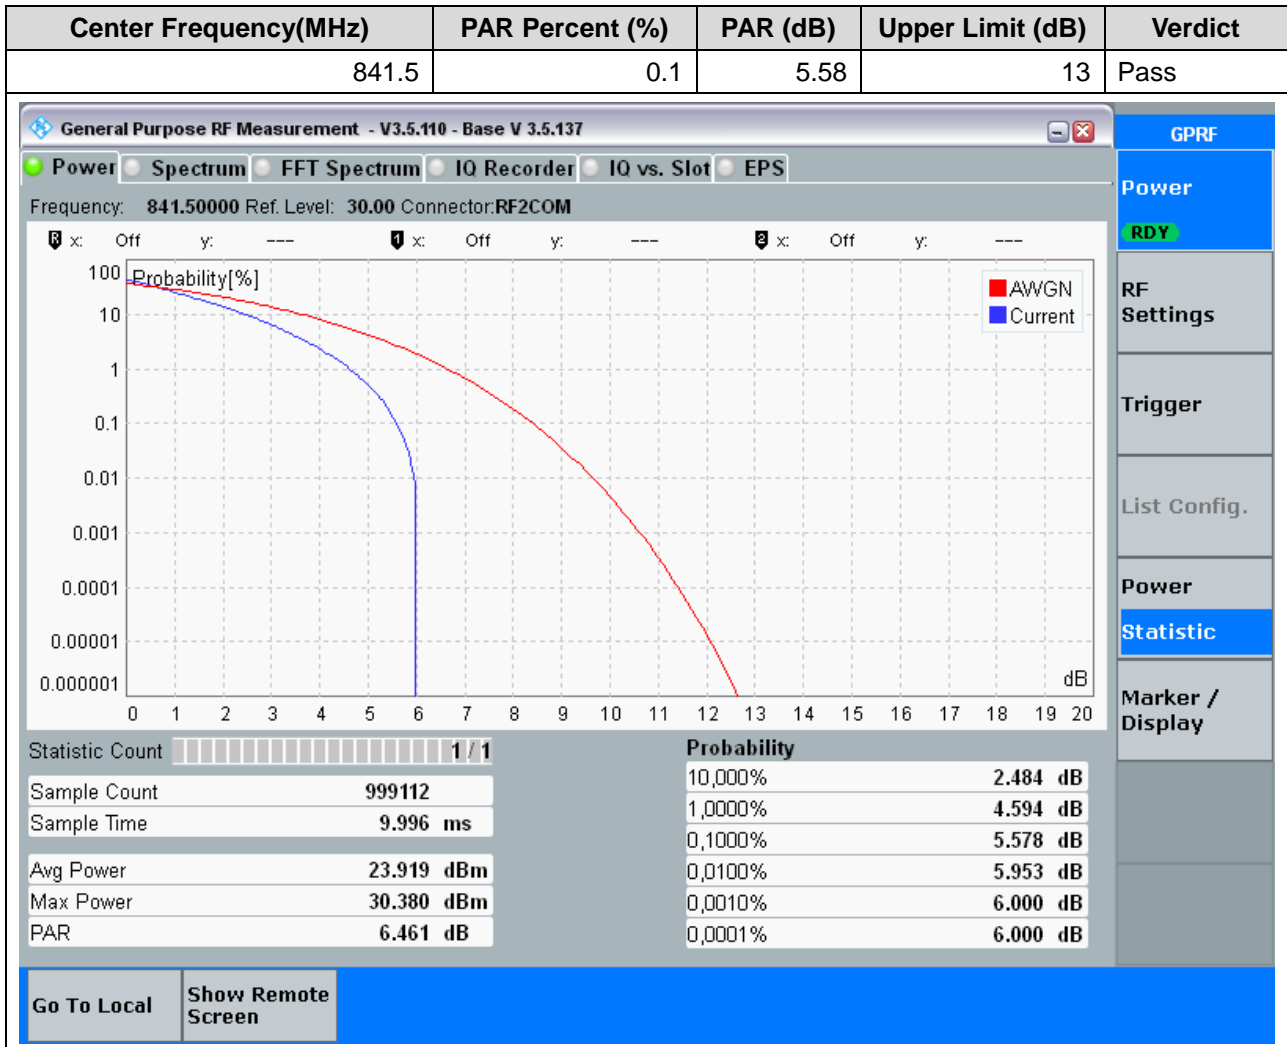 Center Frequency(MHz) PAR Percent (%) PAR (dB) Upper Limit (dB) Verdict
841.5 0.1 5.58 13 Pass
General Purpose RF Measurement - V3.5.110 - Base V 3.5.137
GPRF
Power Spectrum FFT Spectrum IQ Recorder IQ vs. Slot EPS
Power
RDY
Frequency: 841.50000 Ref. Level: 30.00 Connector:RF2COM
R x: Off y: --- 1 x: Off y: --- 2 x: Off y: ---
Probability[%]
AWGN
Current
100
10
1
0.1
0.01
0.001
0.0001
0.00001
0.000001
dB
0 1 2 3 4 5 6 7 8 9 10 11 12 13 14 15 16 17 18 19 20
RF
Settings
Trigger
List Config.
Power
Statistic
Marker /
Display
Statistic Count 1 / 1
Sample Count 999112
Sample Time 9.996 ms
Avg Power 23.919 dBm
Max Power 30.380 dBm
PAR 6.461 dB
Probability
10,000% 2.484 dB
1,0000% 4.594 dB
0,1000% 5.578 dB
0,0100% 5.953 dB
0,0010% 6.000 dB
0,0001% 6.000 dB
Go To Local
Show Remote
Screen